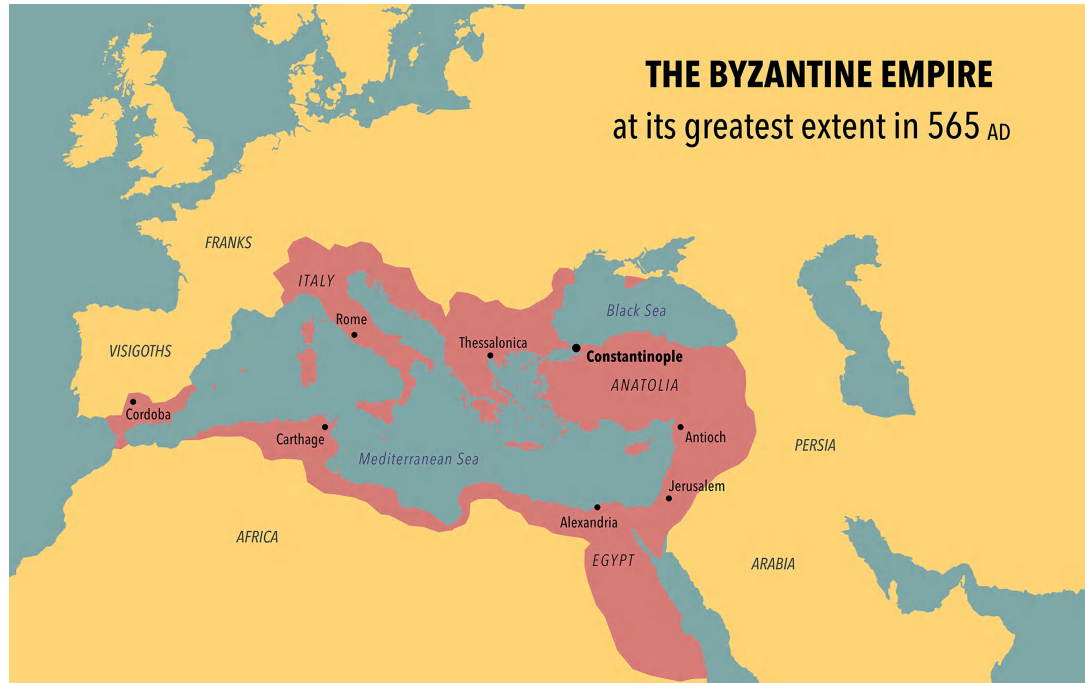 THE BYZANTINE EMPIRE
at its greatest extent in 565 AD
FRANKS
ITALY
Black Sea
Rome
Thessalonica
VISIGOTHS
Constantinople
ANATOLIA
Cordoba
Carthage
Antioch
PERSIA
Mediterranean Sea
Jerusalem
Alexandria
AFRICA
EGYPT
ARABIA